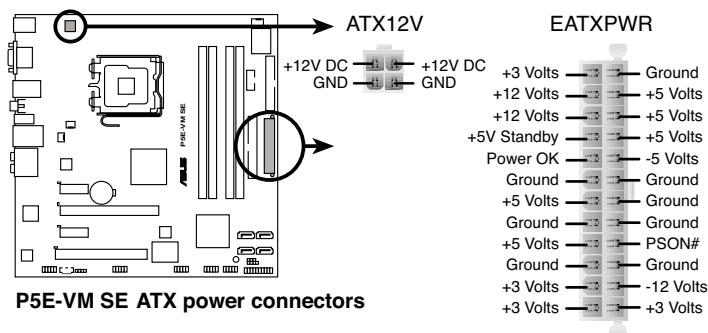 ATX12V
EATXPWR
+12V DC +12V DC
GND GND
+3 Volts Ground
+12 Volts +5 Volts
+12 Volts +5 Volts
+5V Standby +5 Volts
Power OK -5 Volts
Ground Ground
+5 Volts Ground
Ground Ground
+5 Volts PSON#
Ground Ground
+3 Volts -12 Volts
+3 Volts +3 Volts
P5E-VM SE
ASUS
P5E-VM SE ATX power connectors